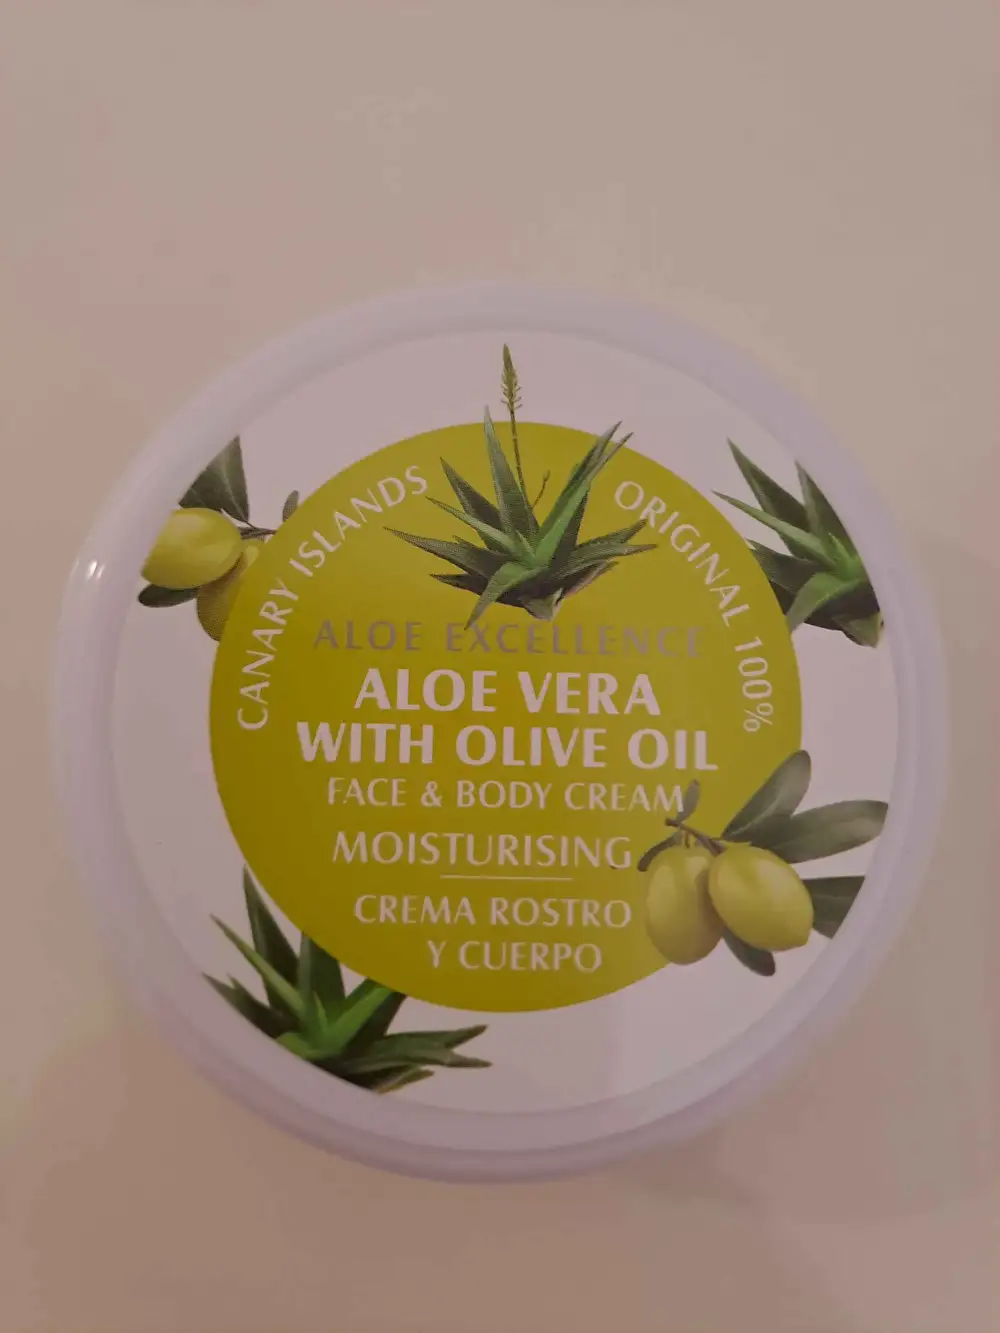 CANARY ISLANDS
ORIGINAL 100%
ALOE EXCELLENCE
ALOE VERA
WITH OLIVE OIL
FACE & BODY CREAM
MOISTURISING
CREMA ROSTRO
Y CUERPO